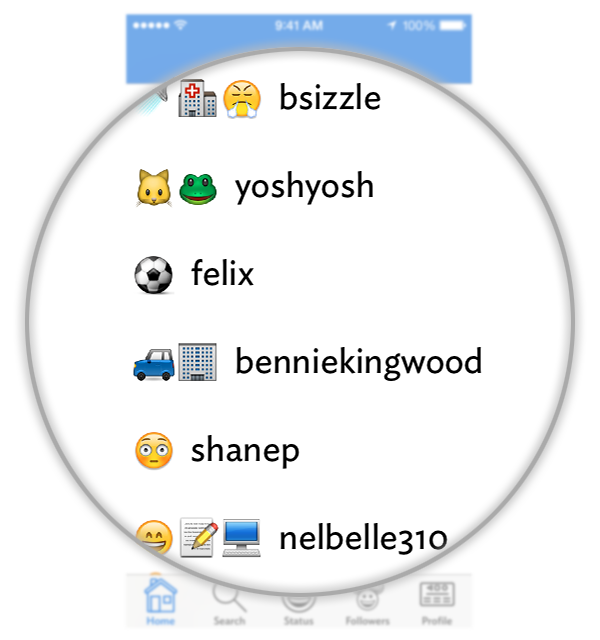 9:41 AM 100%
bsizzle
yoshyosh
felix
benniekingwood
shanep
nelbelle310
Home Search Status Followers Profile